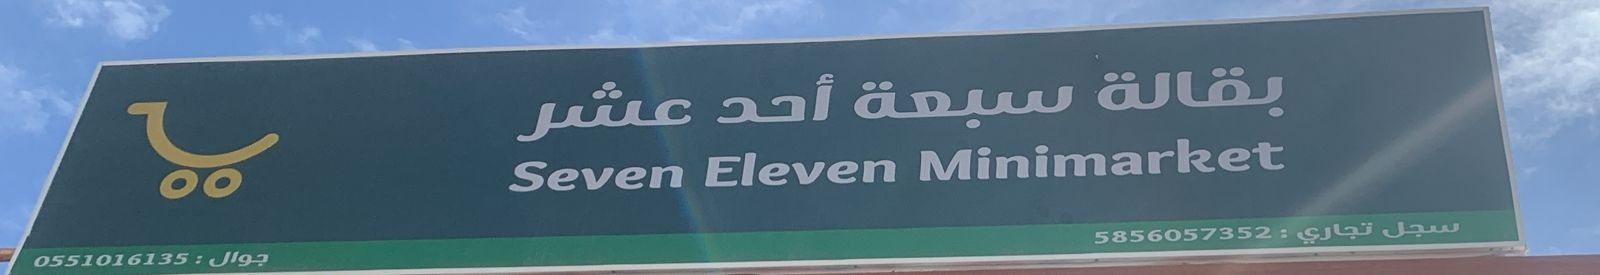 بقالة سبعة أحد عشر
Seven Eleven Minimarket
سجل تجاري : 5856057352
جوال : 0551016135